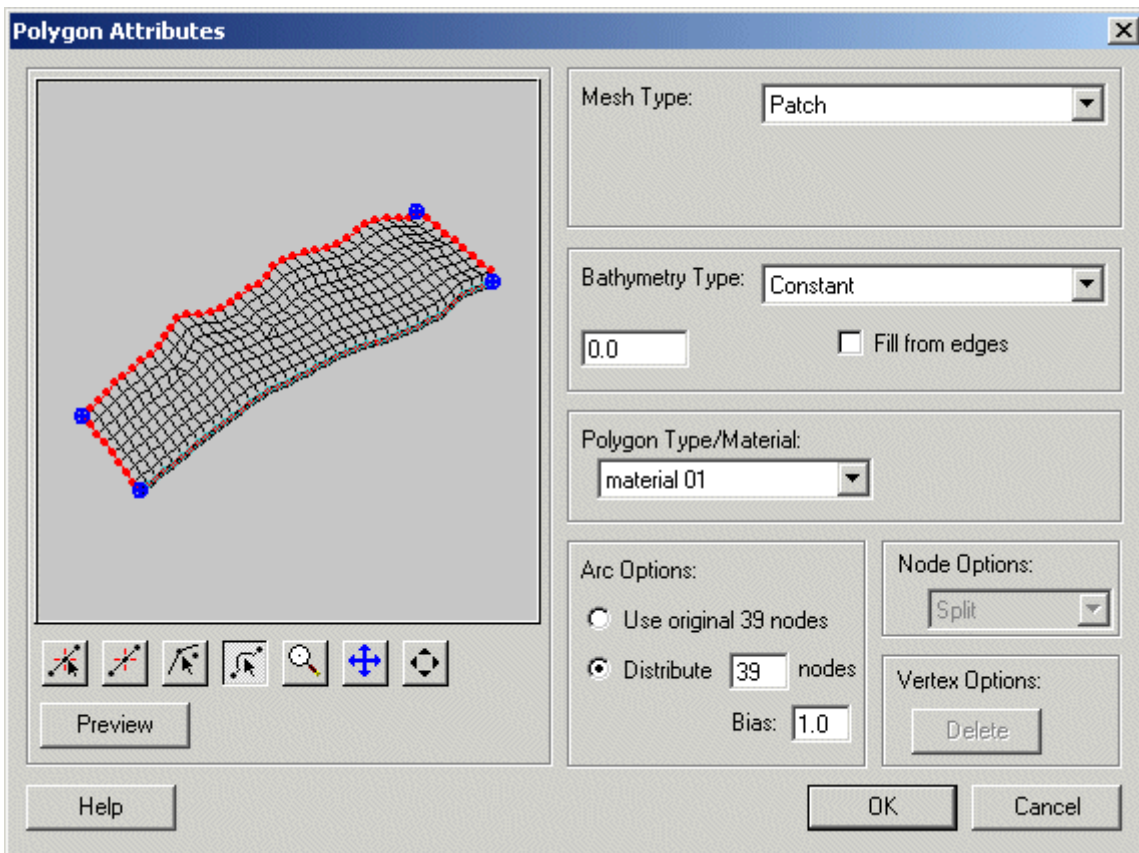 Polygon Attributes
Mesh Type: Patch
Bathymetry Type: Constant
0.0 Fill from edges
Polygon Type/Material:
material 01
Arc Options:
Use original 39 nodes
Distribute 39 nodes
Bias: 1.0
Node Options:
Split
Vertex Options:
Delete
Preview
Help
OK
Cancel